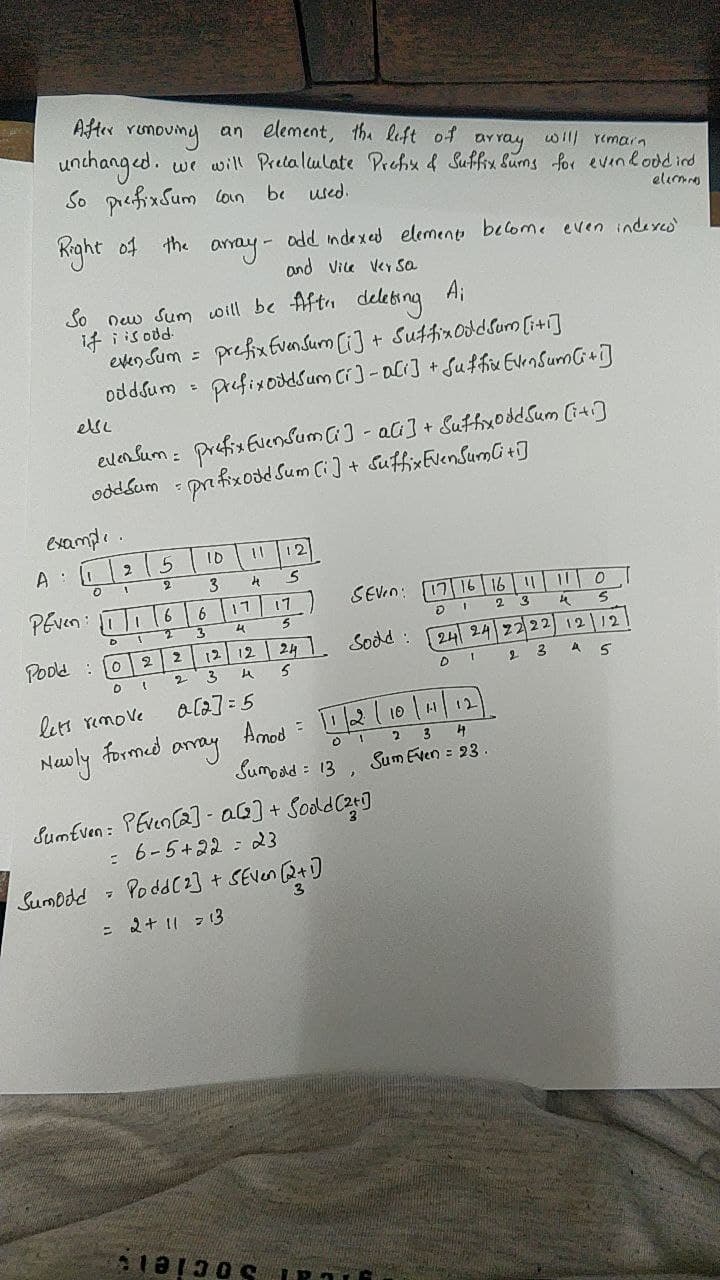 After removing an element, the left of array will remain
unchanged. we will Precalculate Prefix & Suffix Sums for even & odd ind
elements
So prefixSum can be used.
Right of the array - odd indexed elements become even indexed
and vice versa
So new sum will be After deleting Ai
if i is odd
evenSum = prefixEvenSum[i] + SuffixOddSum[i+1]
oddSum = prefixoddSum[i] - a[i] + SuffixEvenSum[i+1]
else
evenSum = PrefixEvenSum[i] - a[i] + SuffixoddSum[i+1]
oddSum = prefixoddSum[i] + SuffixEvenSum[i+1]
example.
A : 1 2 5 10 11 12
0 1 2 3 4 5
PEven: 1 1 6 6 17 17
0 1 2 3 4 5
Podd : 0 2 2 12 12 24
0 1 2 3 4 5
SEven: 17 16 16 11 11 0
0 1 2 3 4 5
Sodd : 24 24 22 22 12 12
0 1 2 3 4 5
lets remove a[2] = 5
Newly formed array Amod = 1 2 10 11 12
0 1 2 3 4
Sumodd = 13, SumEven = 23.
SumEven = PEven[2] - a[2] + Sodd[2+1]
3
= 6-5+22 = 23
SumOdd = Podd[2] + SEven[2+1]
3
= 2+11 = 13